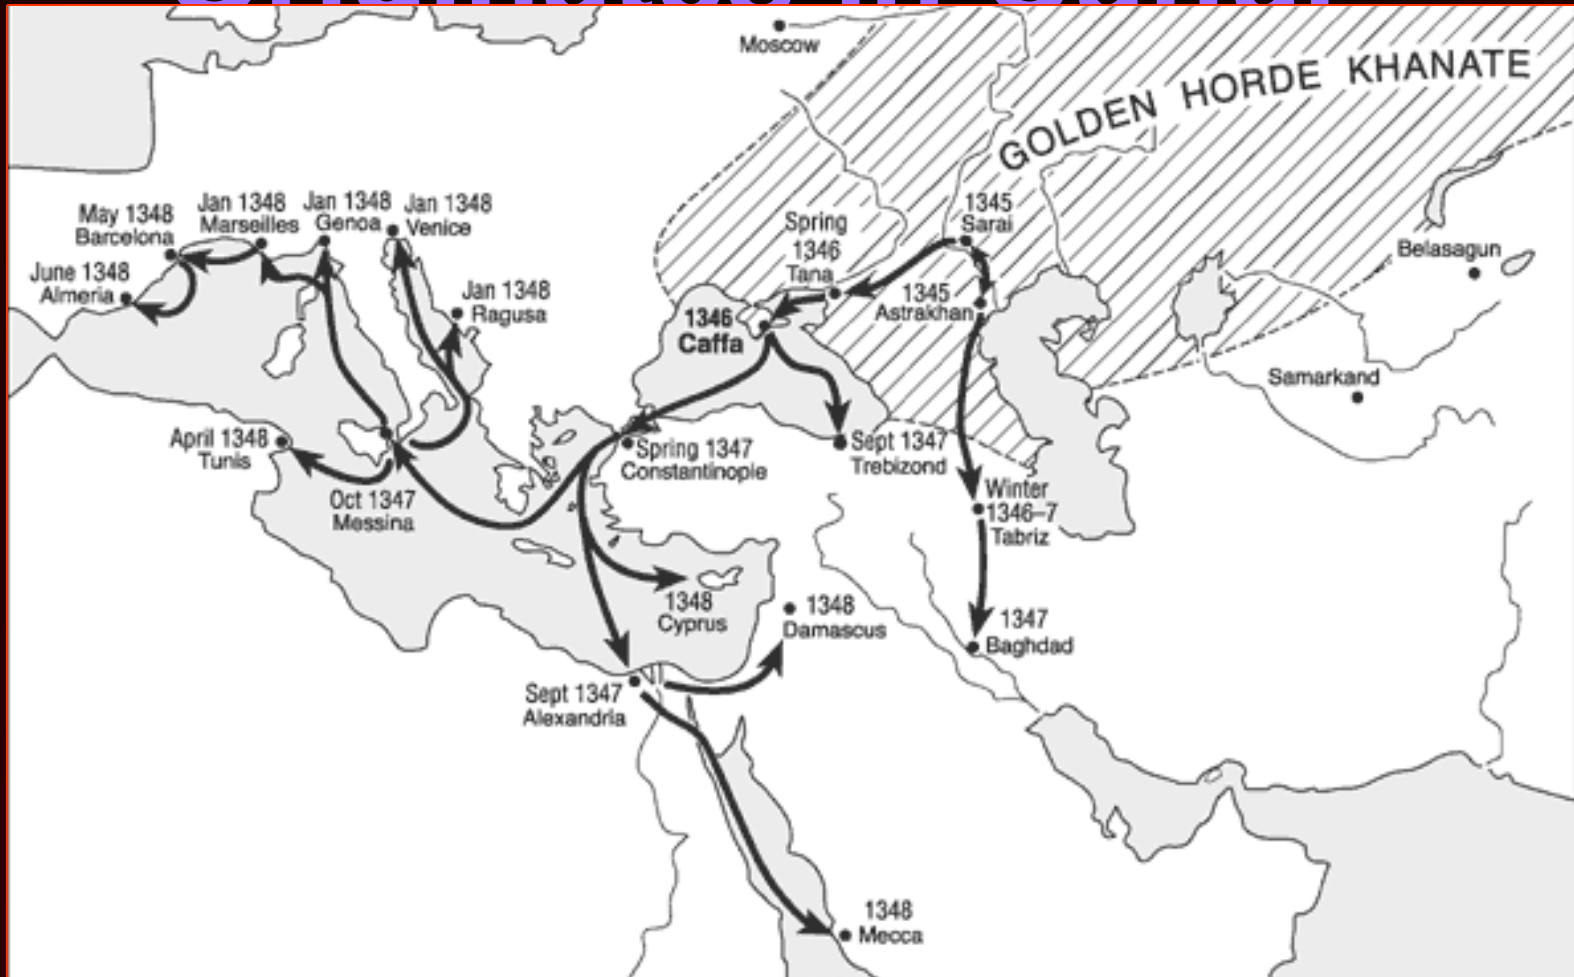 Moscow
GOLDEN HORDE KHANATE
May 1348
Barcelona
Jan 1348
Marseilles
Jan 1348
Genoa
Jan 1348
Venice
June 1348
Almeria
Jan 1348
Ragusa
Spring
1346
Tana
1345
Sarai
1345
Astrakhan
Belasagun
1346
Caffa
Samarkand
April 1348
Tunis
Oct 1347
Messina
Spring 1347
Constantinople
Sept 1347
Trebizond
Winter
1346–7
Tabriz
1348
Cyprus
1348
Damascus
1347
Baghdad
Sept 1347
Alexandria
1348
Mecca